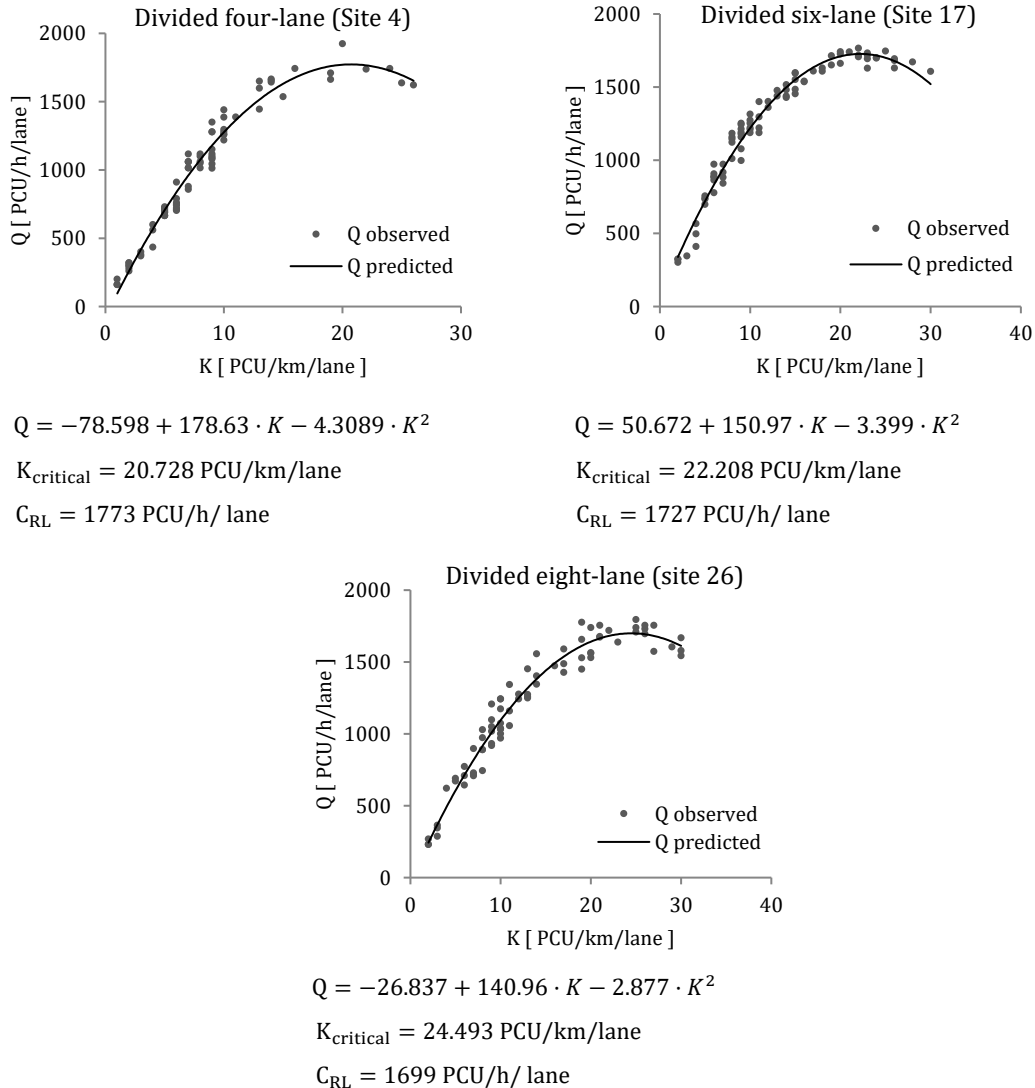 Divided four-lane (Site 4)
2000
1500
1000
500
0
0
10
20
30
Q [ PCU/h/lane]
K [ PCU/km/lane ]
Q observed
Q predicted
Q = −78.598 + 178.63 · K − 4.3089 · K²
K_critical = 20.728 PCU/km/lane
C_RL = 1773 PCU/h/ lane
Divided six-lane (Site 17)
2000
1500
1000
500
0
0
10
20
30
40
Q [ PCU/h/lane]
K [ PCU/km/lane ]
Q observed
Q predicted
Q = 50.672 + 150.97 · K − 3.399 · K²
K_critical = 22.208 PCU/km/lane
C_RL = 1727 PCU/h/ lane
Divided eight-lane (site 26)
2000
1500
1000
500
0
0
10
20
30
40
Q [ PCU/h/lane]
K [ PCU/km/lane ]
Q observed
Q predicted
Q = −26.837 + 140.96 · K − 2.877 · K²
K_critical = 24.493 PCU/km/lane
C_RL = 1699 PCU/h/ lane